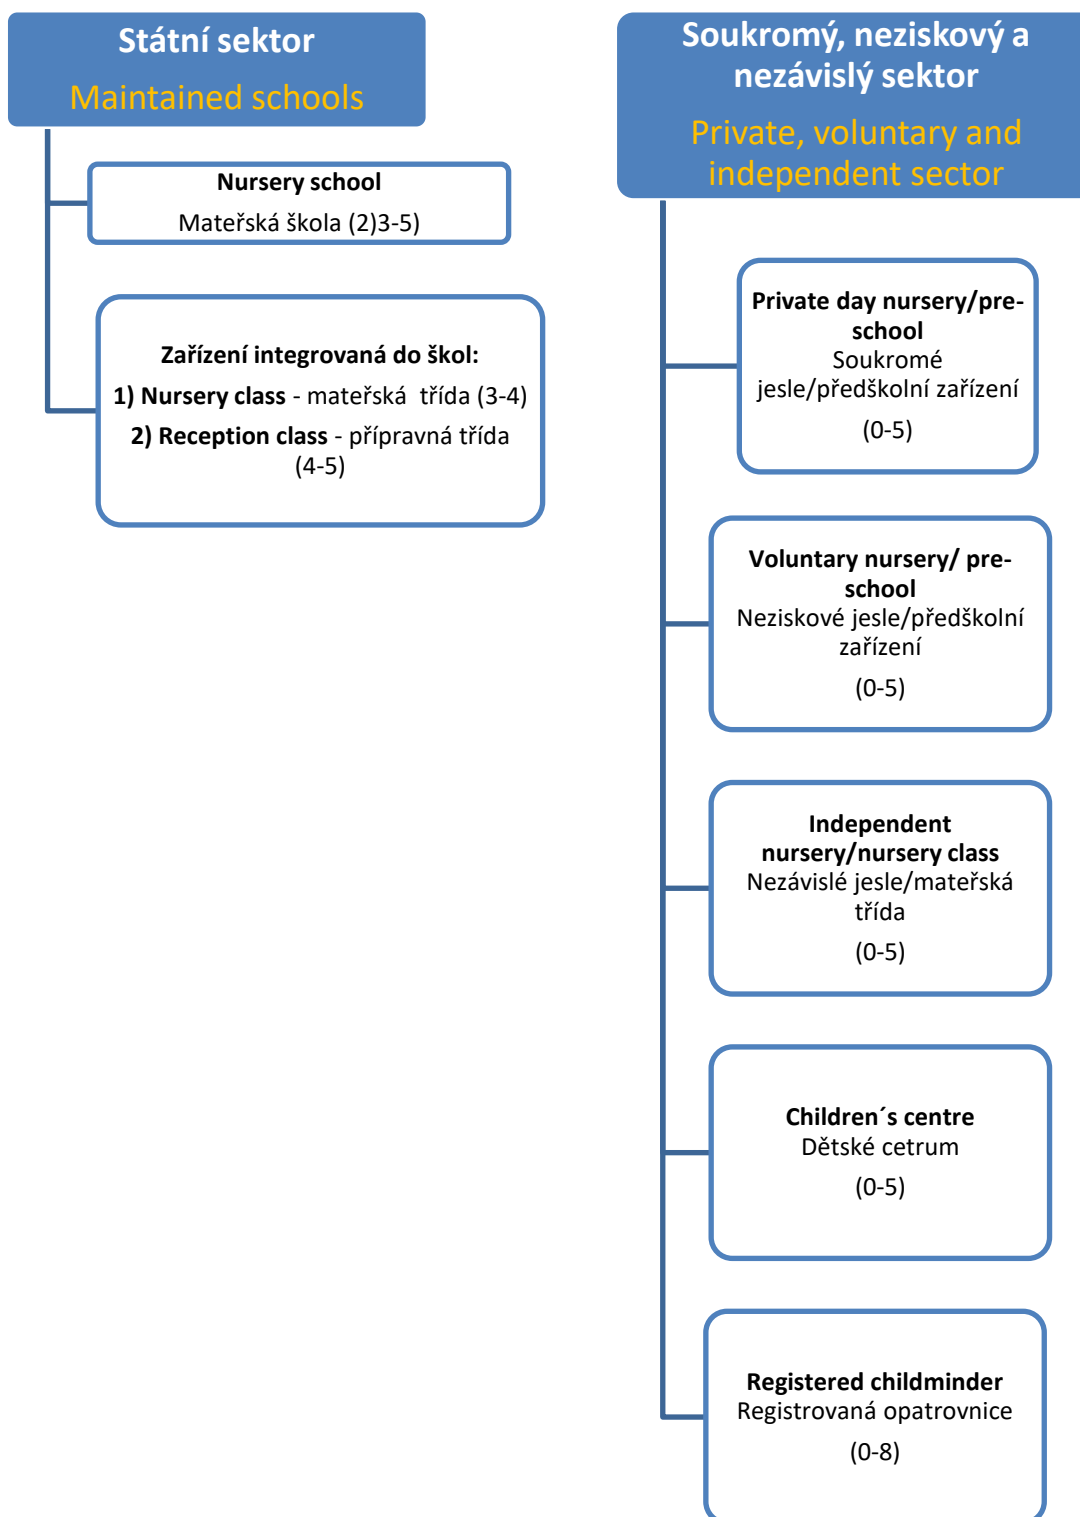 Státní sektor
Maintained schools
Nursery school
Mateřská škola (2)3-5)
Zařízení integrovaná do škol:
1) Nursery class - mateřská třída (3-4)
2) Reception class - přípravná třída
(4-5)
Soukromý, neziskový a
nezávislý sektor
Private, voluntary and
independent sector
Private day nursery/pre-
school
Soukromé
jesle/předškolní zařízení
(0-5)
Voluntary nursery/ pre-
school
Neziskové jesle/předškolní
zařízení
(0-5)
Independent
nursery/nursery class
Nezávislé jesle/mateřská
třída
(0-5)
Children´s centre
Dětské cetrum
(0-5)
Registered childminder
Registrovaná opatrovnice
(0-8)